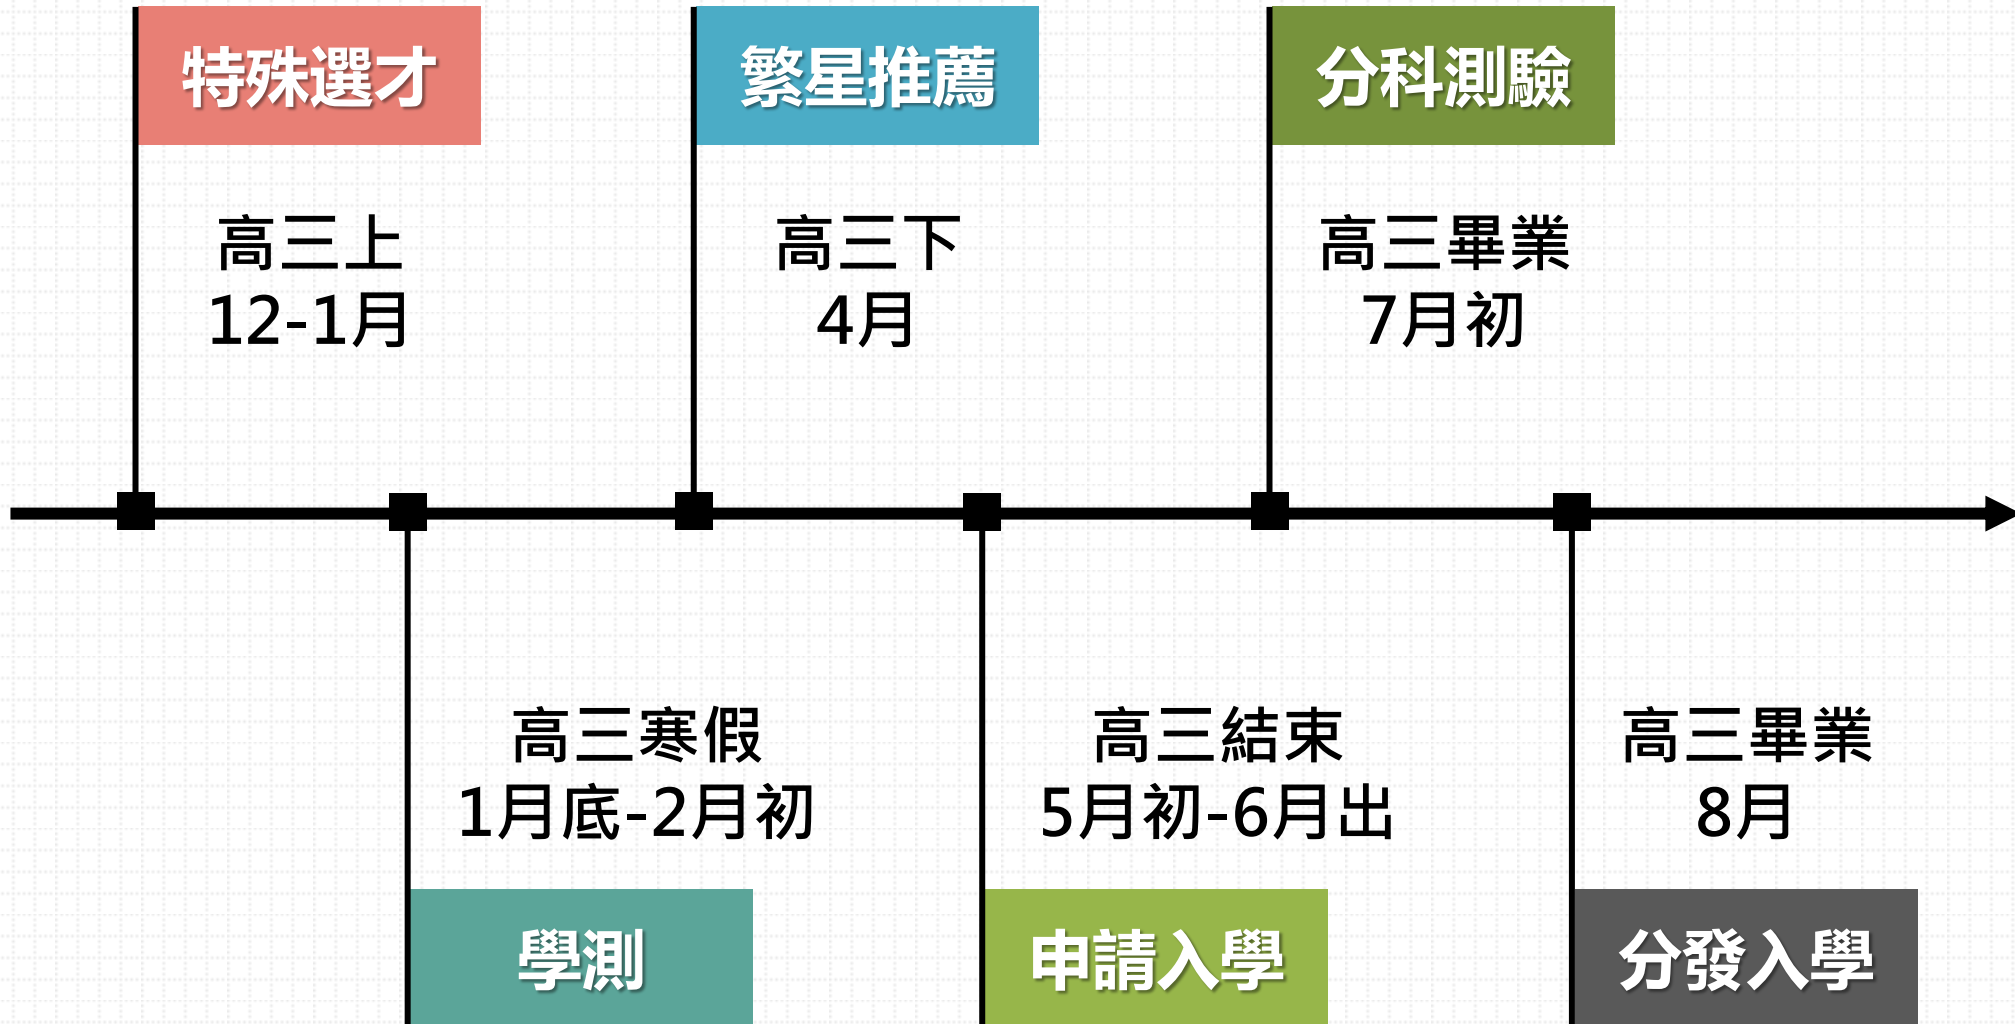 特殊選才
高三上
12-1月
繁星推薦
高三下
4月
分科測驗
高三畢業
7月初
高三寒假
1月底-2月初
學測
高三結束
5月初-6月出
申請入學
高三畢業
8月
分發入學